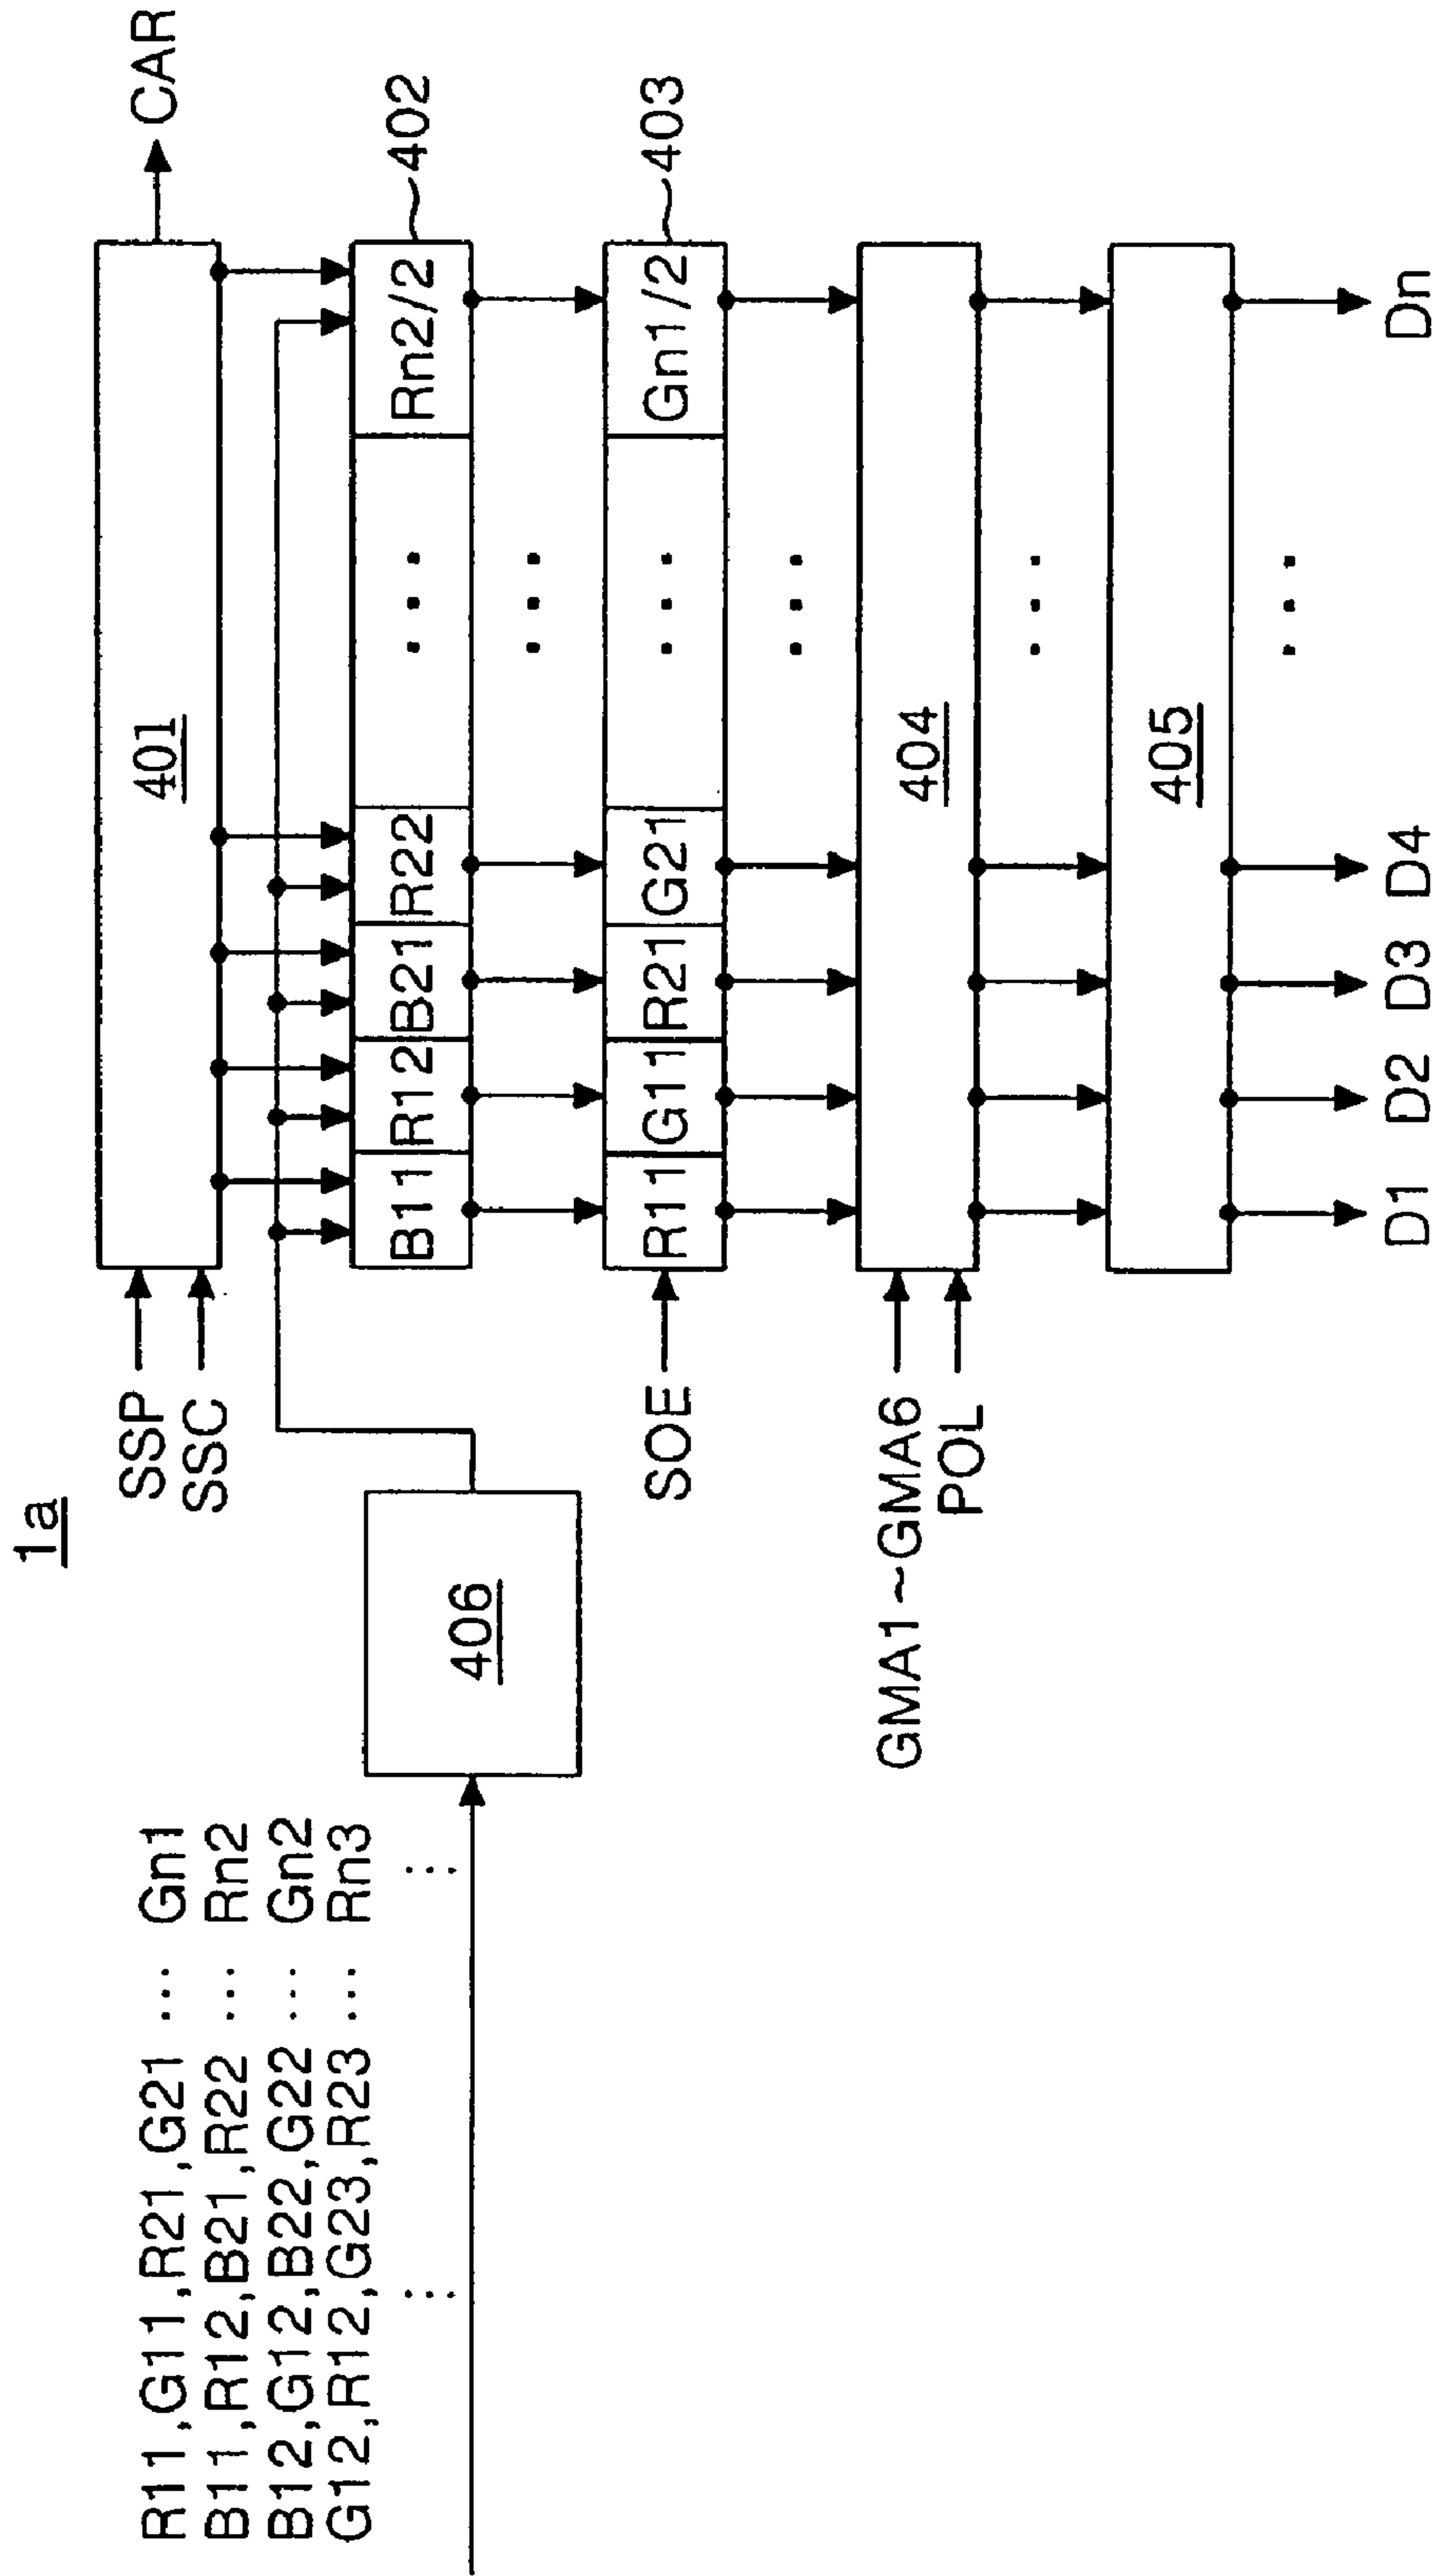 1a
SSP
SSC
CAR
401
R11,G11,R21,G21 ... Gn1
B11,R12,B21,R22 ... Rn2
B12,G12,B22,G22 ... Gn2
G12,R12,G23,R23 ... Rn3
406
B11 R12 B21 R22 ... Rn2/2
402
SOE
R11 G11 R21 G21 ... Gn1/2
403
GMA1~GMA6
POL
404
405
D1 D2 D3 D4 ... Dn